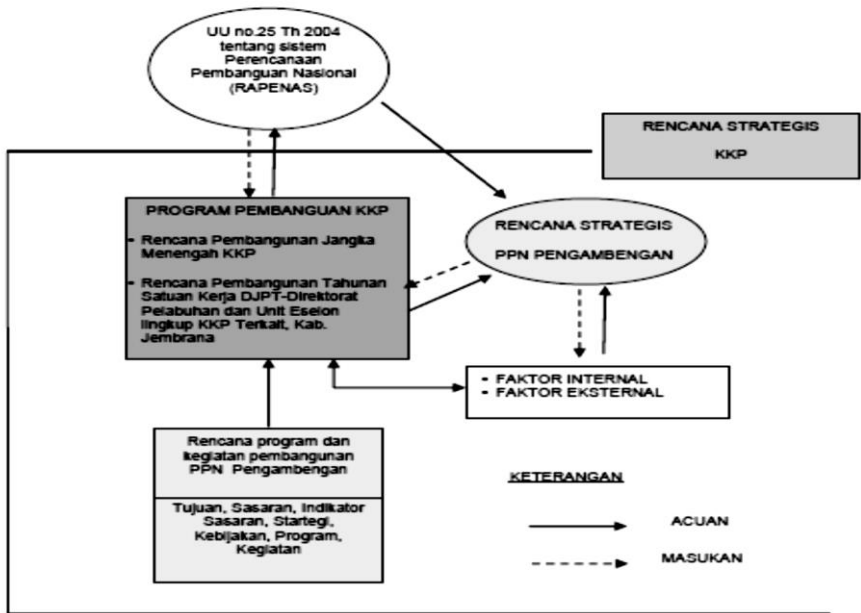 UU no.25 Th 2004
tentang sistem
Perencanaan
Pembanguan Nasional
(RAPENAS)
RENCANA STRATEGIS
KKP
PROGRAM PEMBANGUAN KKP
- Rencana Pembangunan Jangka
Menengah KKP
- Rencana Pembangunan Tahunan
Satuan Kerja DJPT-Direktorat
Pelabuhan dan Unit Eselon
lingkup KKP Terkait, Kab.
Jembrana
RENCANA STRATEGIS
PPN PENGAMBENGAN
- FAKTOR INTERNAL
- FAKTOR EKSTERNAL
Rencana program dan
kegiatan pembangunan
PPN Pengambengan
Tujuan, Sasaran, Indikator
Sasaran, Startegi,
Kebijakan, Program,
Kegiatan
KETERANGAN
ACUAN
MASUKAN